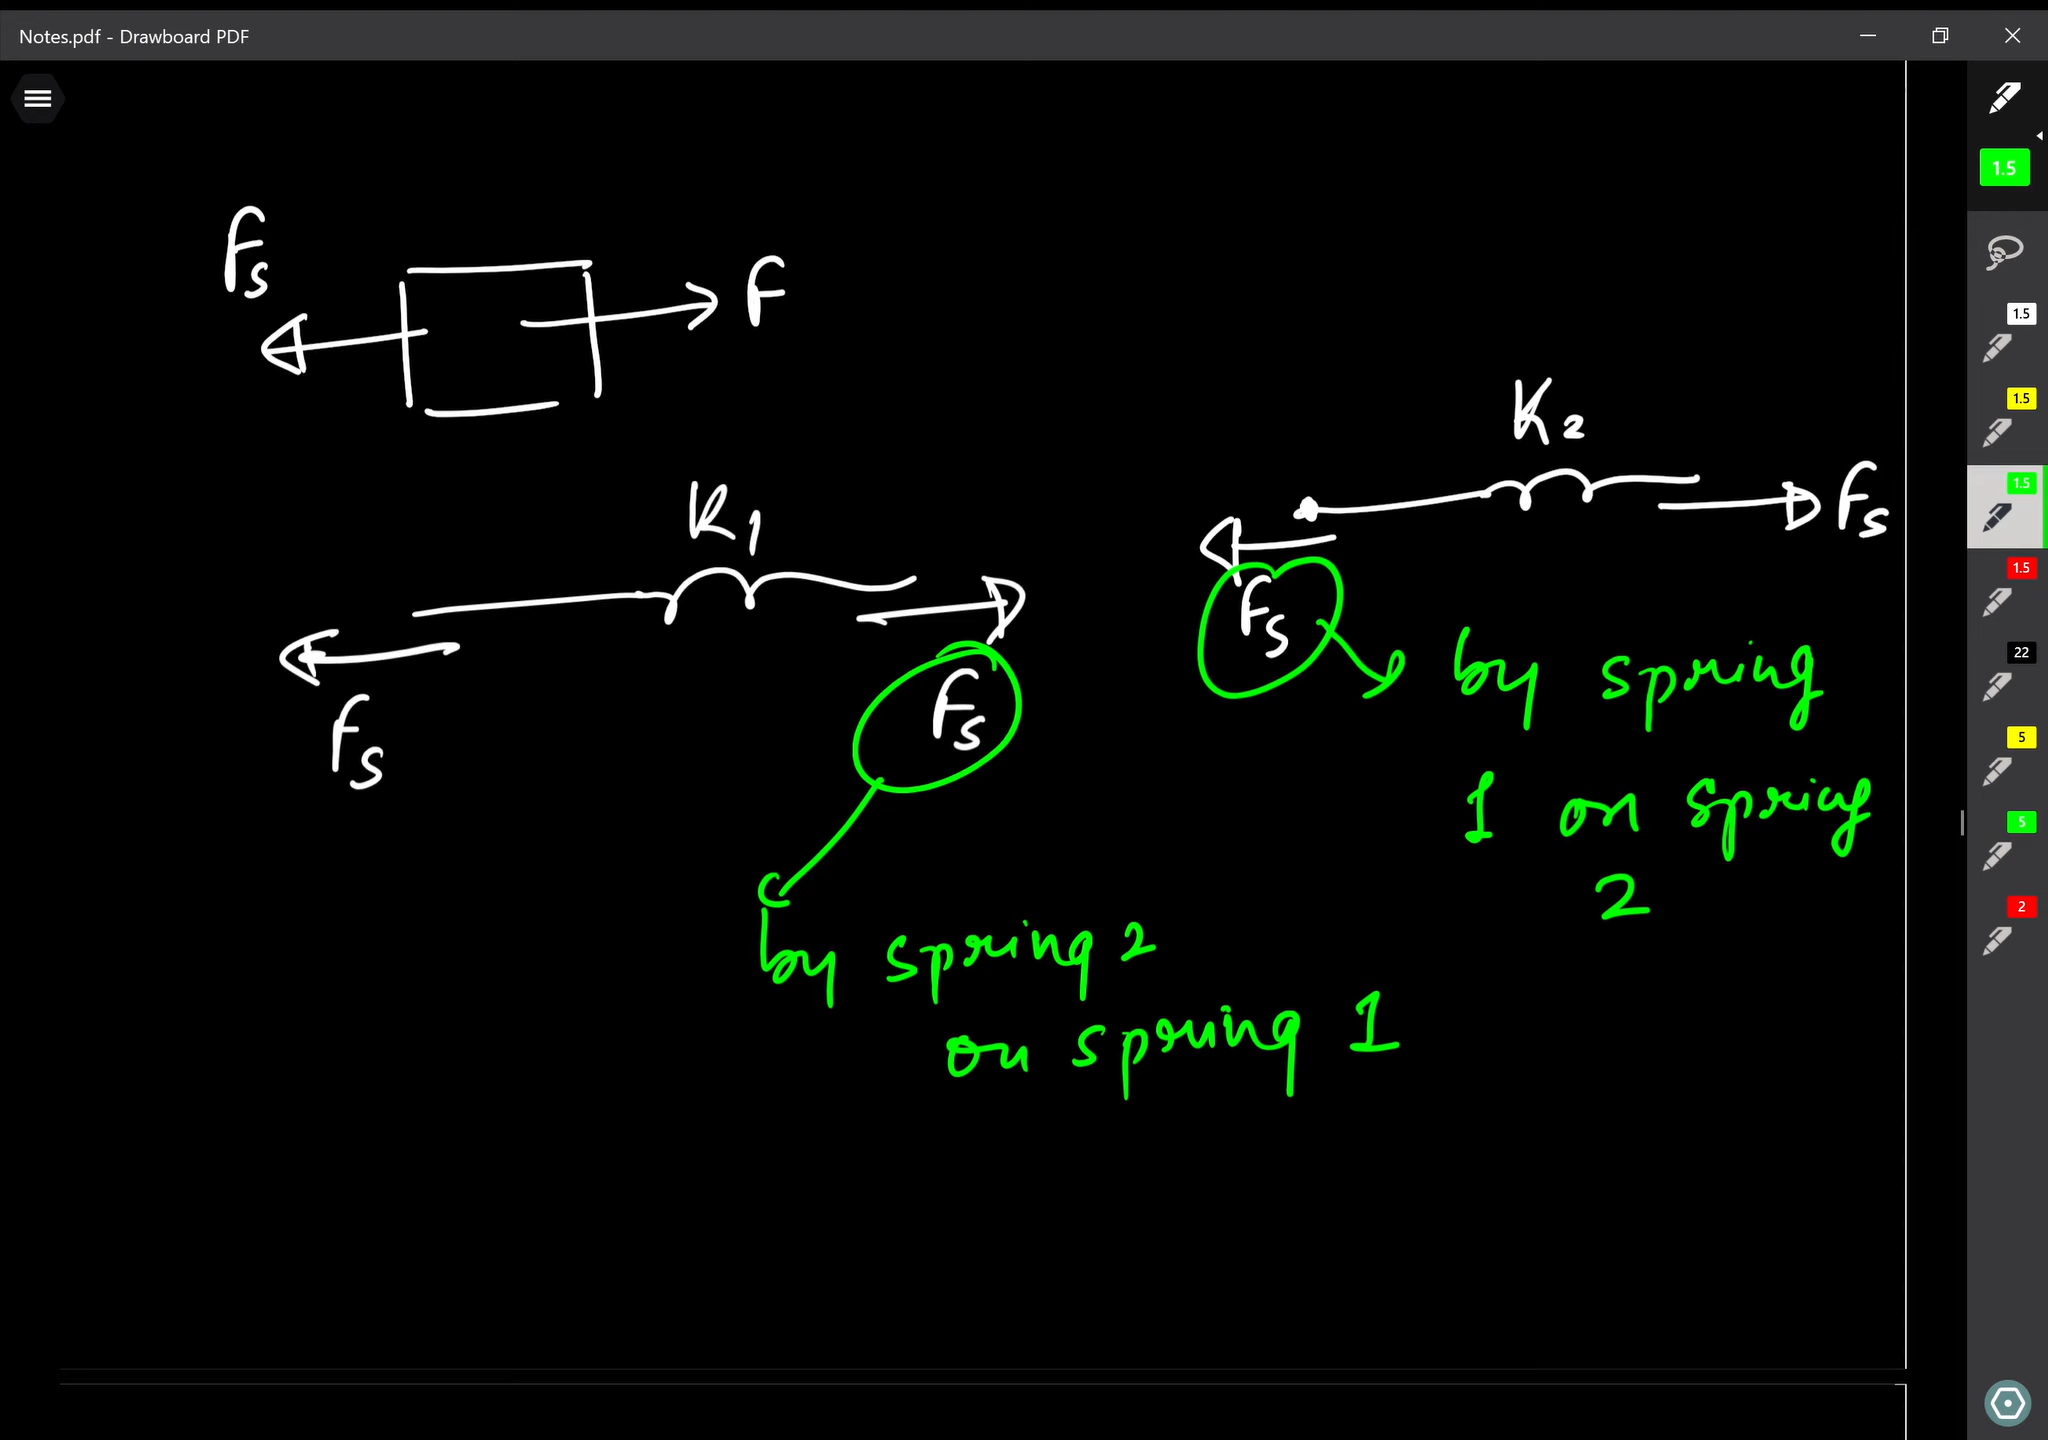 Notes.pdf - Drawboard PDF
1.5
Fs
F
1.5
1.5
K2
Fs
1.5
K1
Fs
Fs
Fs
1.5
22
5
5
2
by spring
1 on spring
2
by spring 2
on spring 1